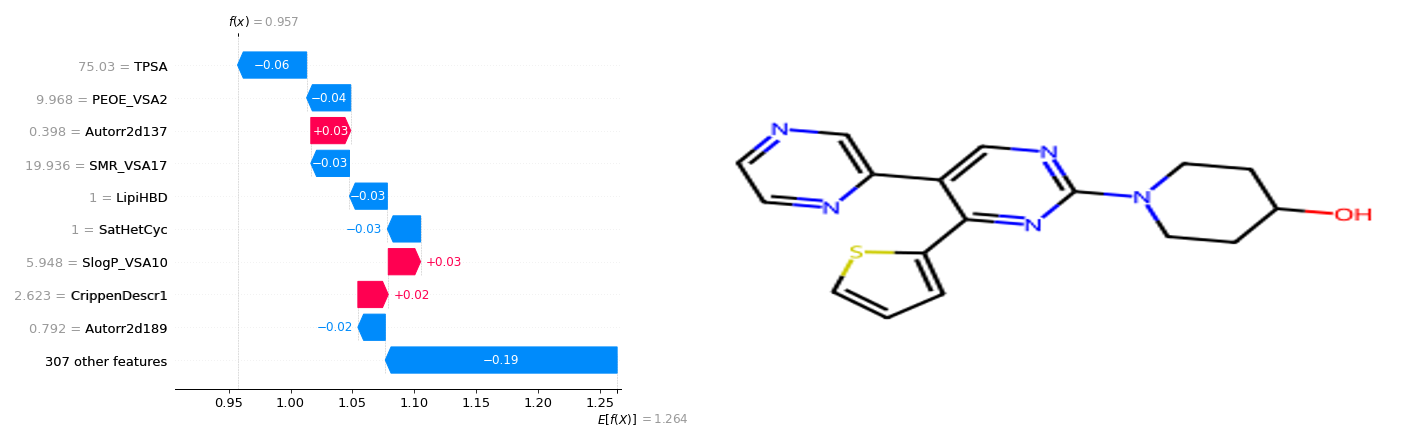 f(x) = 0.957
75.03 = TPSA
−0.06
9.968 = PEOE_VSA2
−0.04
0.398 = Autorr2d137
+0.03
19.936 = SMR_VSA17
−0.03
1 = LipiHBD
−0.03
1 = SatHetCyc
−0.03
5.948 = SlogP_VSA10
+0.03
2.623 = CrippenDescr1
+0.02
0.792 = Autorr2d189
−0.02
307 other features
−0.19
0.95 1.00 1.05 1.10 1.15 1.20 1.25
E[f(X)] = 1.264
N
N
N
N
N
OH
S